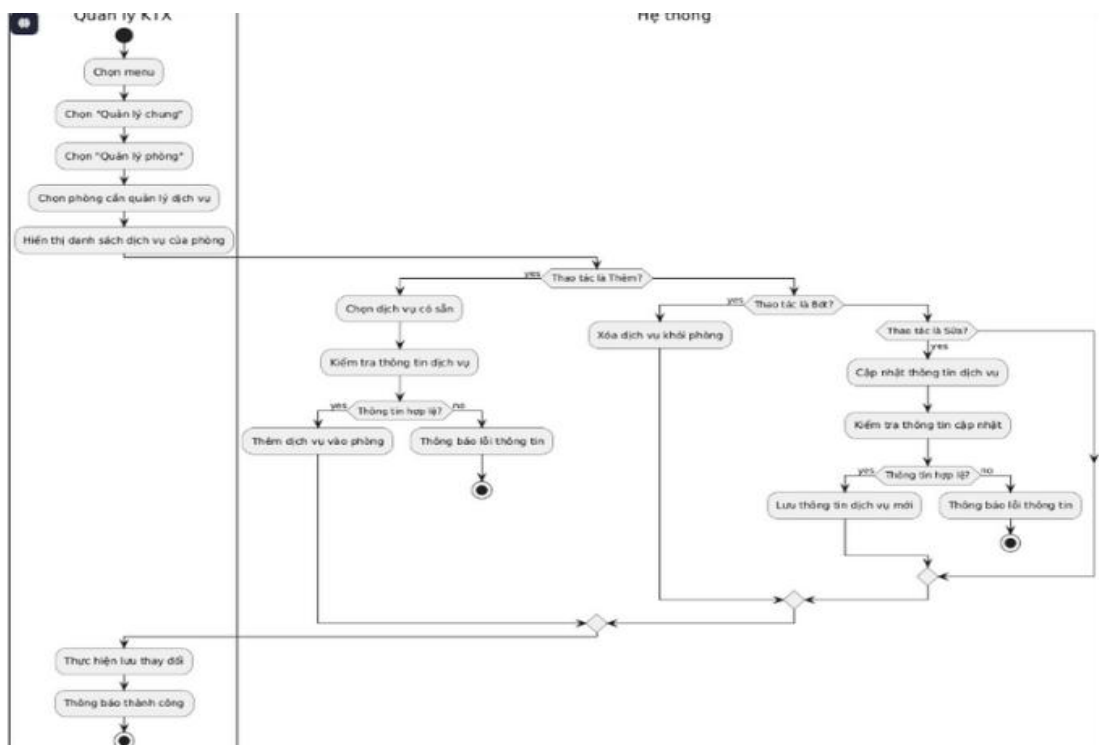 Quản lý KTX
Hệ thống
Chọn menu
Chọn "Quản lý chung"
Chọn "Quản lý phòng"
Chọn phòng cần quản lý dịch vụ
Hiển thị danh sách dịch vụ của phòng
yes
Thao tác là Thêm?
Chọn dịch vụ có sẵn
Kiểm tra thông tin dịch vụ
yes
Thông tin hợp lệ?
no
Thêm dịch vụ vào phòng
Thông báo lỗi thông tin
yes
Thao tác là Bớt?
Xóa dịch vụ khỏi phòng
Thao tác là Sửa?
yes
Cập nhật thông tin dịch vụ
Kiểm tra thông tin cập nhật
yes
Thông tin hợp lệ?
no
Lưu thông tin dịch vụ mới
Thông báo lỗi thông tin
Thực hiện lưu thay đổi
Thông báo thành công